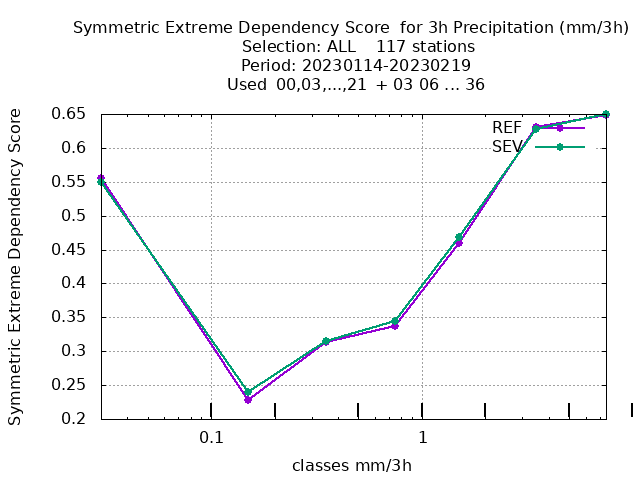 Symmetric Extreme Dependency Score  for 3h Precipitation (mm/3h)
Selection: ALL    117 stations
Period: 20230114-20230219
Used  00,03,...,21  + 03 06 ... 36
REF
SEV
0.65
0.6
0.55
0.5
0.45
0.4
0.35
0.3
0.25
0.2
Symmetric Extreme Dependency Score
0.1
1
classes mm/3h